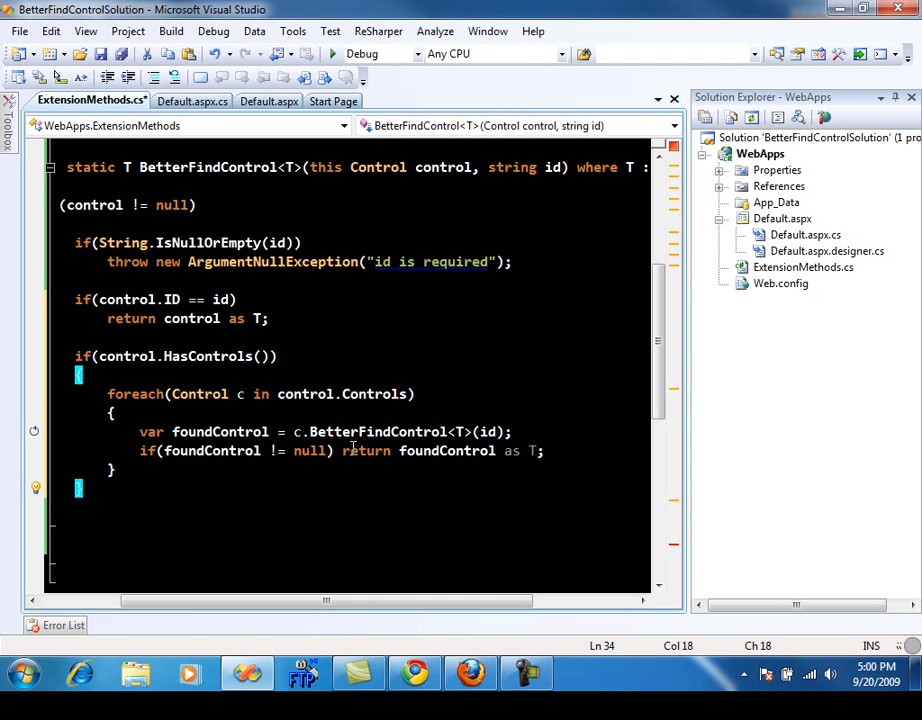 BetterFindControlSolution - Microsoft Visual Studio
File Edit View Project Build Debug Data Tools Test ReSharper Analyze Window Help
Debug Any CPU
ExtensionMethods.cs* Default.aspx.cs Default.aspx Start Page
Solution Explorer - WebApps
Toolbox
WebApps.ExtensionMethods BetterFindControl<T>(Control control, string id)
static T BetterFindControl<T>(this Control control, string id) where T :
(control != null)
if(String.IsNullOrEmpty(id))
throw new ArgumentNullException("id is required");
if(control.ID == id)
return control as T;
if(control.HasControls())
{
foreach(Control c in control.Controls)
{
var foundControl = c.BetterFindControl<T>(id);
if(foundControl != null) return foundControl as T;
}
}
Solution 'BetterFindControlSolution' (1 pro
WebApps
Properties
References
App_Data
Default.aspx
Default.aspx.cs
Default.aspx.designer.cs
ExtensionMethods.cs
Web.config
Error List
Ln 34 Col 18 Ch 18 INS
FTP
5:00 PM
9/20/2009